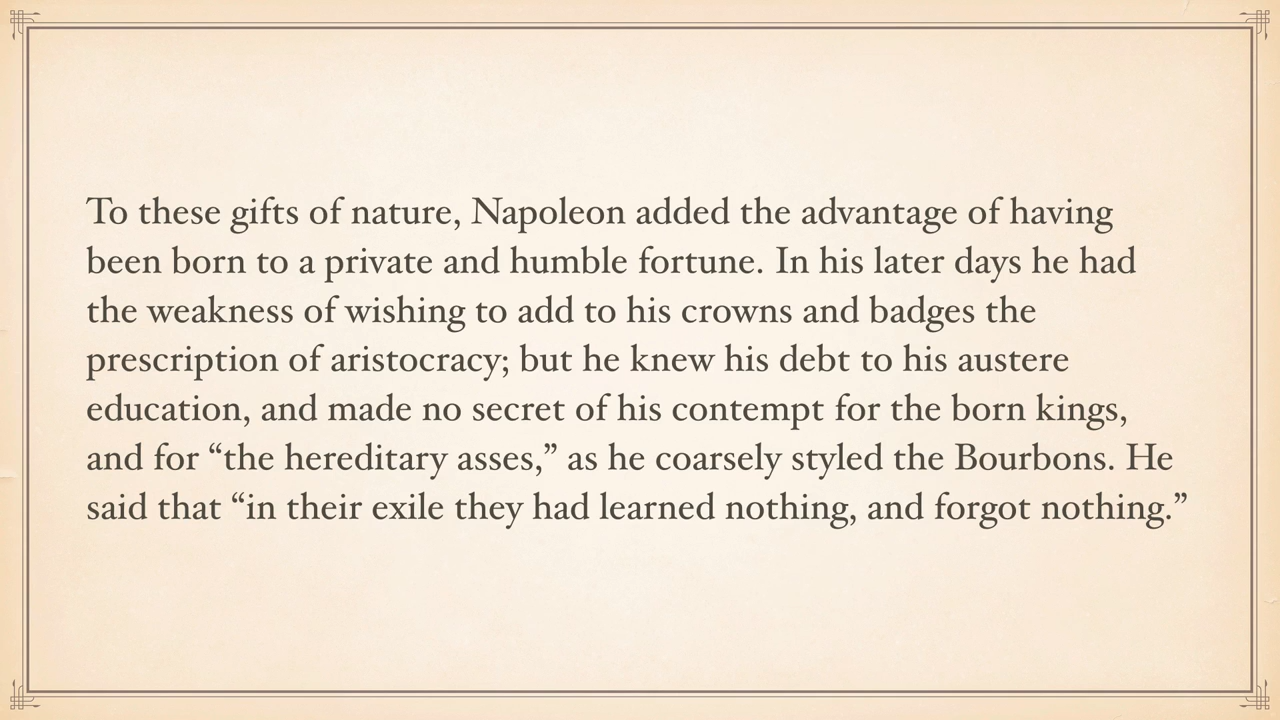 To these gifts of nature, Napoleon added the advantage of having
been born to a private and humble fortune. In his later days he had
the weakness of wishing to add to his crowns and badges the
prescription of aristocracy; but he knew his debt to his austere
education, and made no secret of his contempt for the born kings,
and for “the hereditary asses,” as he coarsely styled the Bourbons. He
said that “in their exile they had learned nothing, and forgot nothing.”